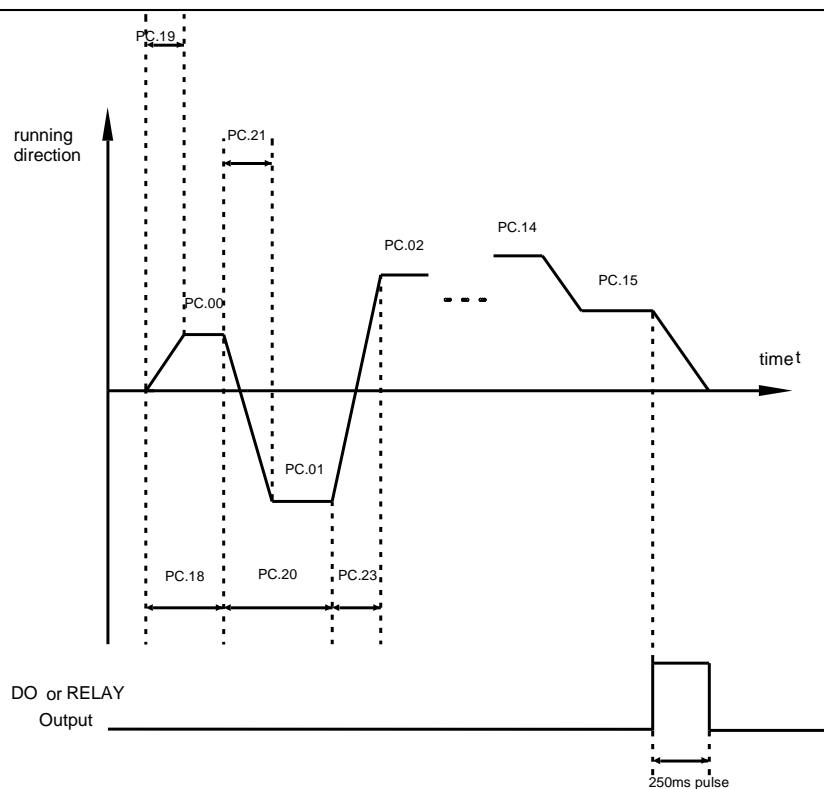 PC.19
running
direction
PC.21
PC.14
PC.02
PC.15
PC.00
time t
PC.01
PC.18
PC.20
PC.23
DO or RELAY
Output
250ms pulse